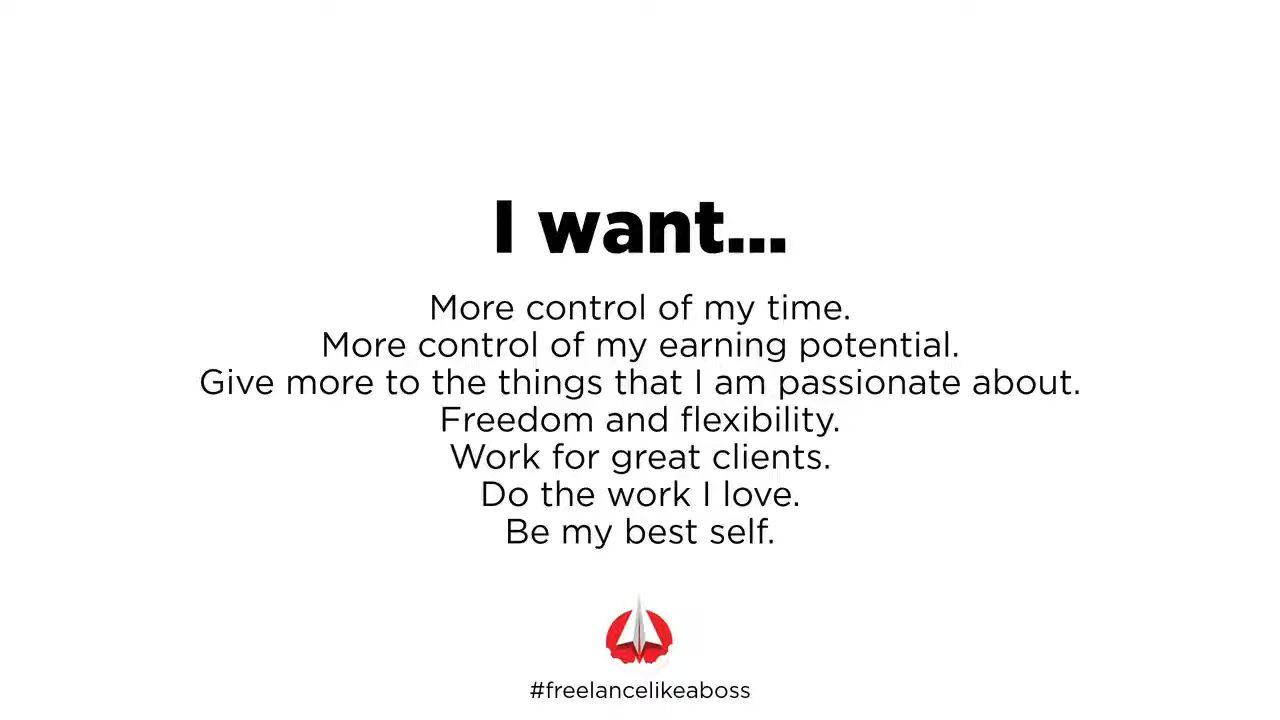 I want...
More control of my time.
More control of my earning potential.
Give more to the things that I am passionate about.
Freedom and flexibility.
Work for great clients.
Do the work I love.
Be my best self.
#freelancelikeaboss